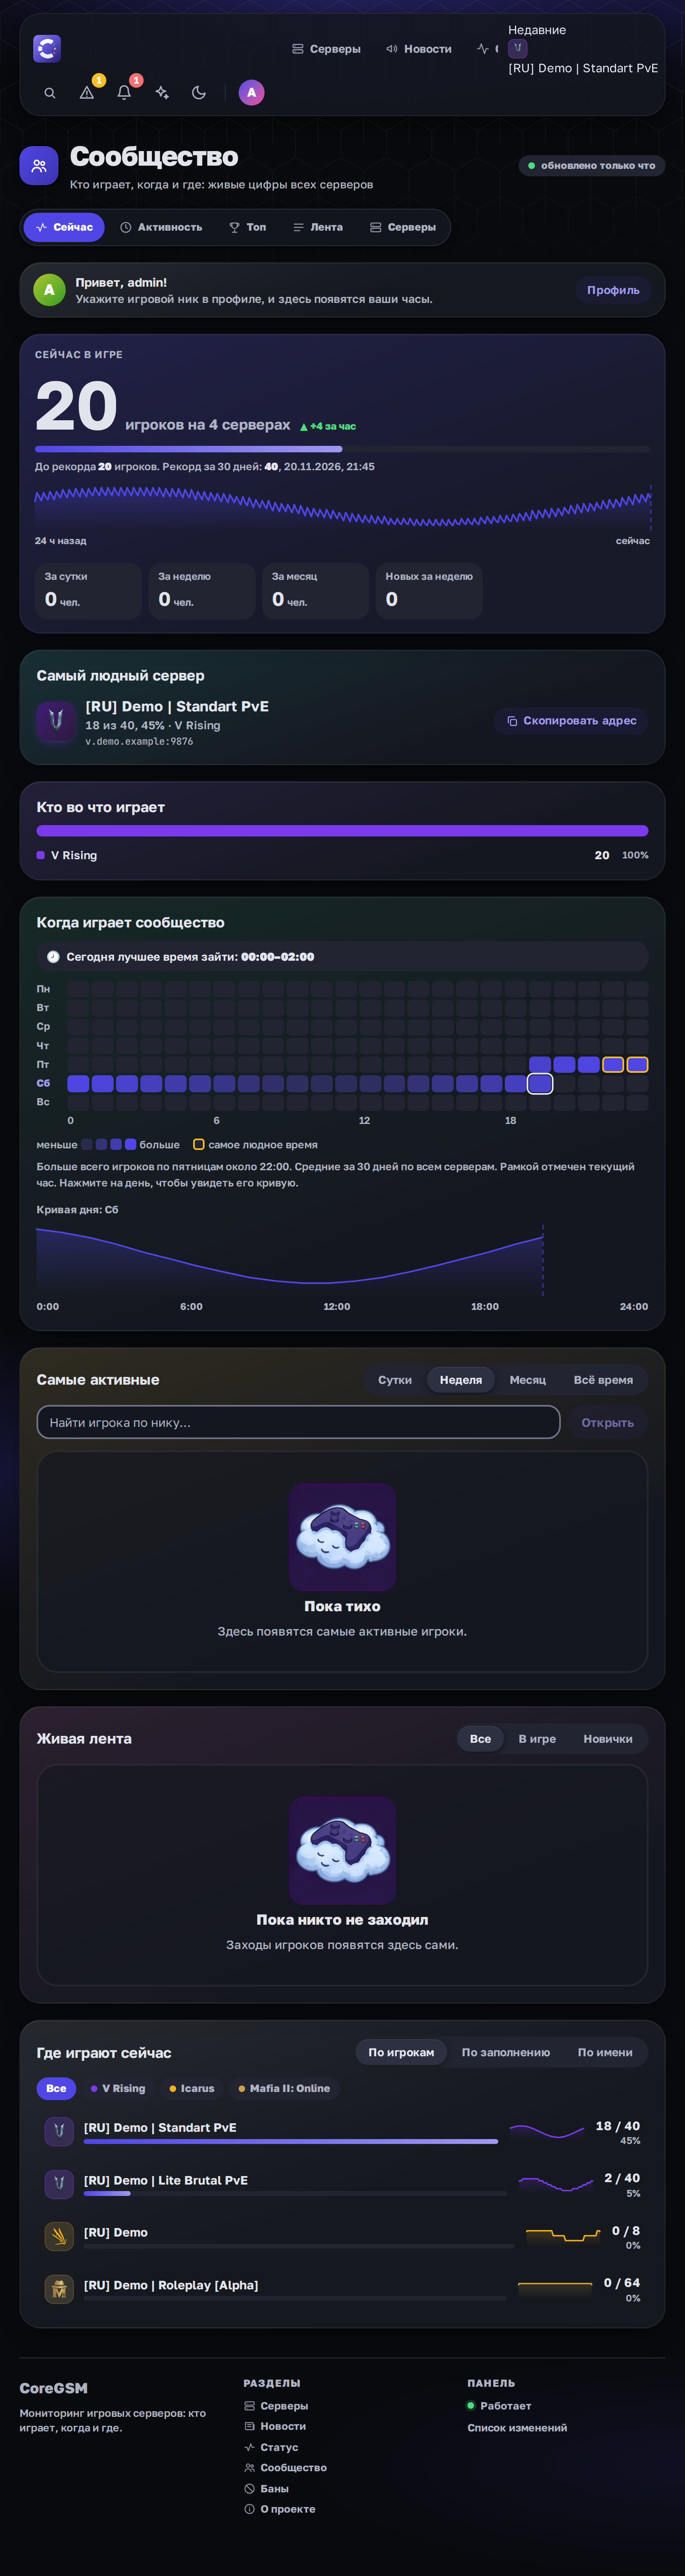 Серверы
Новости
Недавние
[RU] Demo | Standart PvE
1
1
A
Сообщество
Кто играет, когда и где: живые цифры всех серверов
обновлено только что
Сейчас
Активность
Топ
Лента
Серверы
A
Привет, admin!
Укажите игровой ник в профиле, и здесь появятся ваши часы.
Профиль
СЕЙЧАС В ИГРЕ
20 игроков на 4 серверах ▲ +4 за час
До рекорда 20 игроков. Рекорд за 30 дней: 40, 20.11.2026, 21:45
24 ч назад
сейчас
За сутки
0 чел.
За неделю
0 чел.
За месяц
0 чел.
Новых за неделю
0
Самый людный сервер
[RU] Demo | Standart PvE
18 из 40, 45% · V Rising
v.demo.example:9876
Скопировать адрес
Кто во что играет
V Rising
20
100%
Когда играет сообщество
Сегодня лучшее время зайти: 00:00–02:00
Пн
Вт
Ср
Чт
Пт
Сб
Вс
0
6
12
18
меньше
больше
самое людное время
Больше всего игроков по пятницам около 22:00. Средние за 30 дней по всем серверам. Рамкой отмечен текущий
час. Нажмите на день, чтобы увидеть его кривую.
Кривая дня: Сб
0:00
6:00
12:00
18:00
24:00
Самые активные
Сутки
Неделя
Месяц
Всё время
Найти игрока по нику...
Открыть
Пока тихо
Здесь появятся самые активные игроки.
Живая лента
Все
В игре
Новички
Пока никто не заходил
Заходы игроков появятся здесь сами.
Где играют сейчас
По игрокам
По заполнению
По имени
Все
V Rising
Icarus
Mafia II: Online
[RU] Demo | Standart PvE
18 / 40
45%
[RU] Demo | Lite Brutal PvE
2 / 40
5%
[RU] Demo
0 / 8
0%
[RU] Demo | Roleplay [Alpha]
0 / 64
0%
CoreGSM
Мониторинг игровых серверов: кто
играет, когда и где.
РАЗДЕЛЫ
Серверы
Новости
Статус
Сообщество
Баны
О проекте
ПАНЕЛЬ
Работает
Список изменений